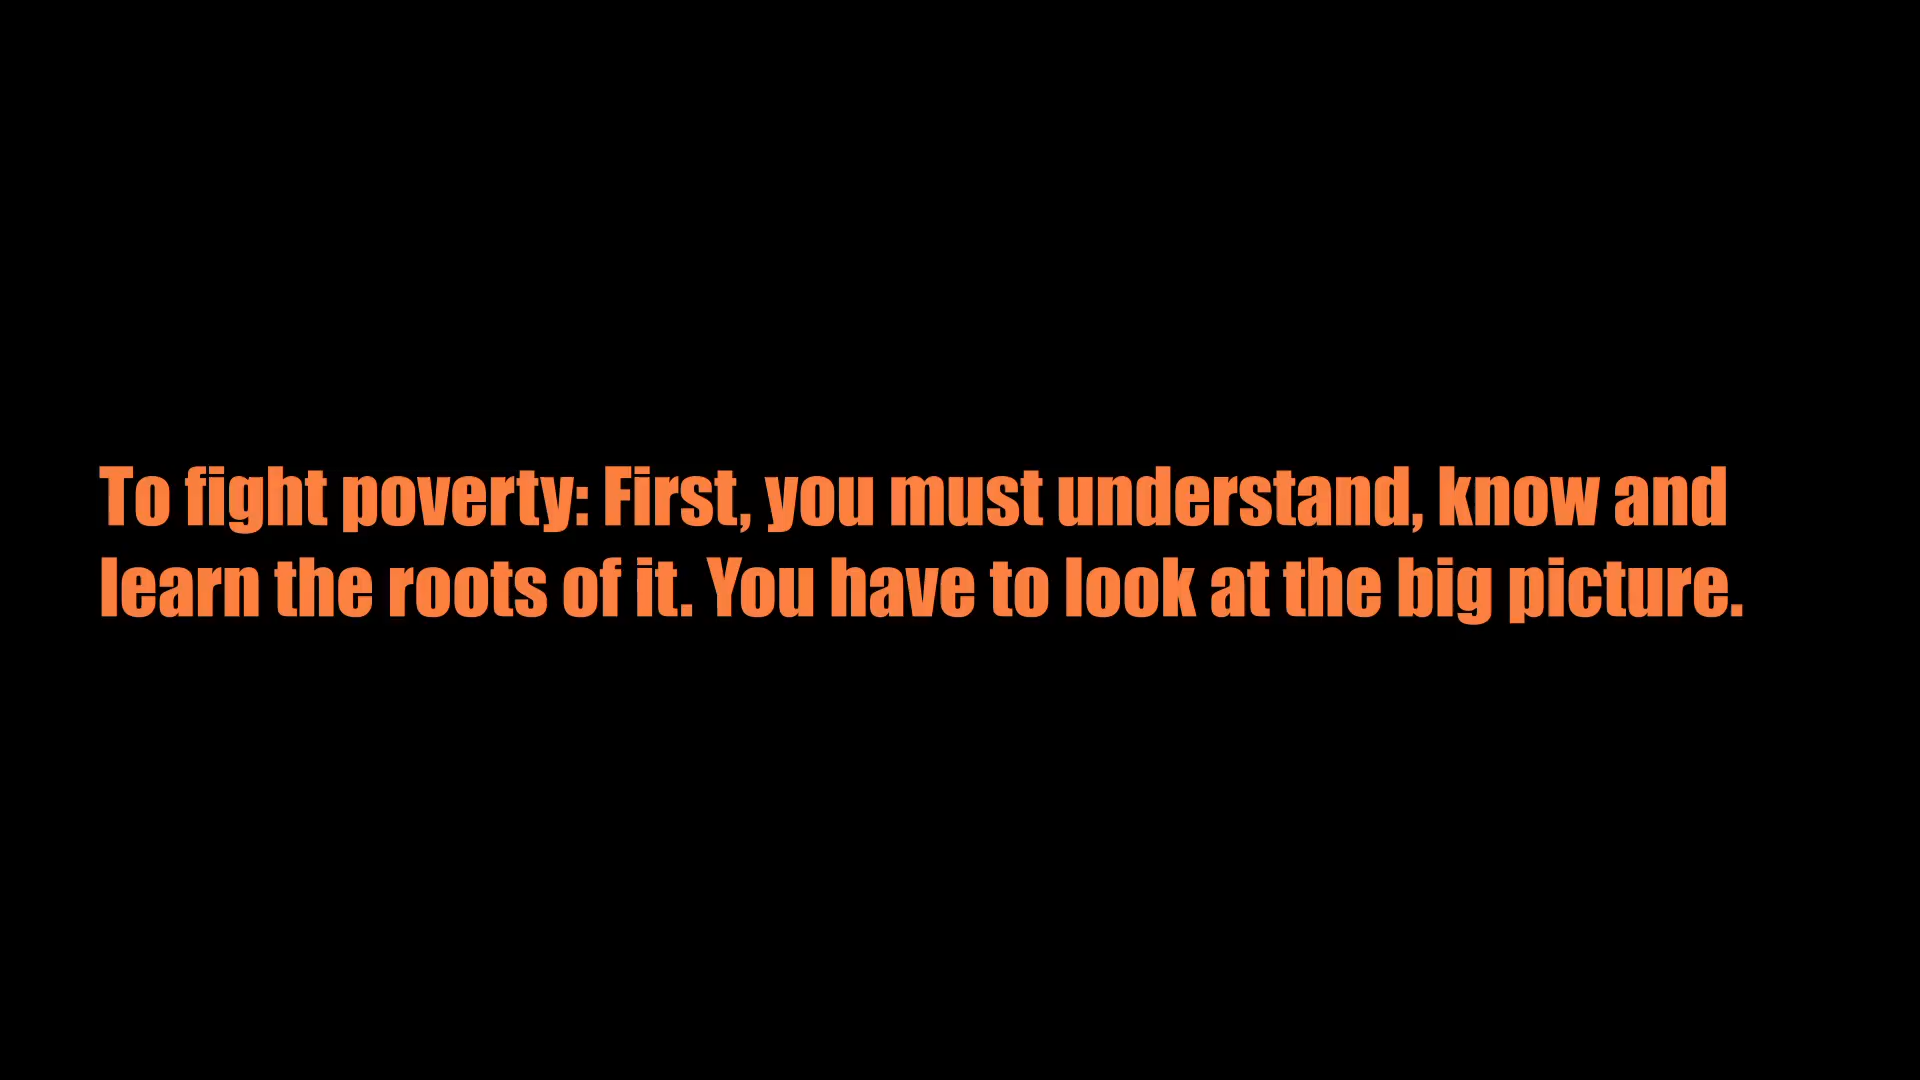 To fight poverty: First, you must understand, know and
learn the roots of it. You have to look at the big picture.